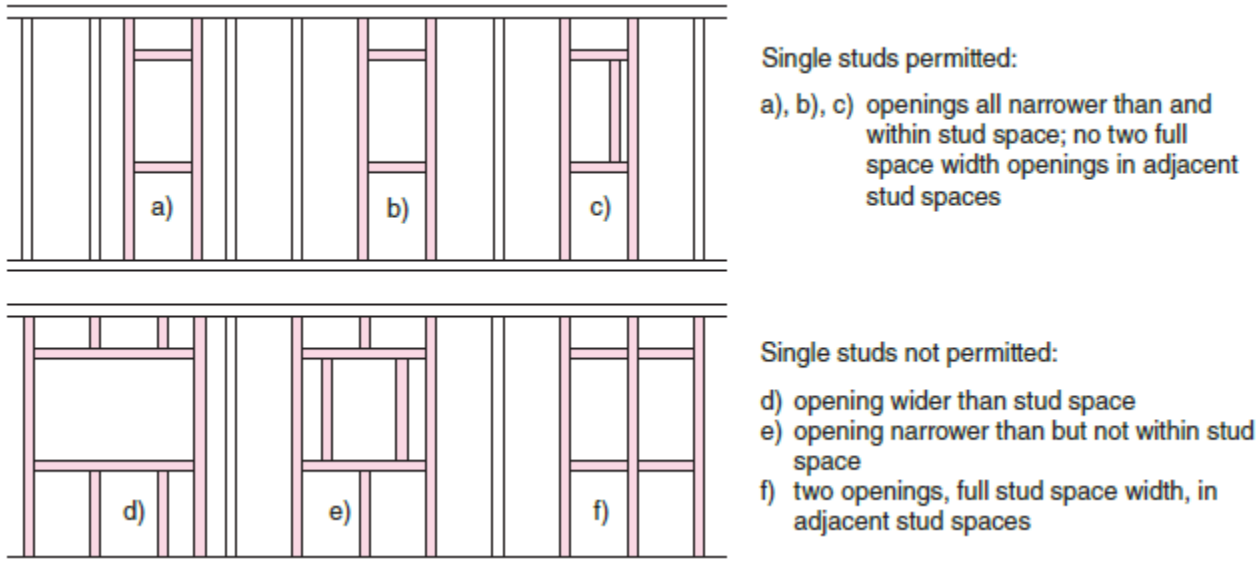 Single studs permitted:
a), b), c) openings all narrower than and
within stud space; no two full
space width openings in adjacent
stud spaces
a)
b)
c)
Single studs not permitted:
d) opening wider than stud space
e) opening narrower than but not within stud
space
f) two openings, full stud space width, in
adjacent stud spaces
d)
e)
f)